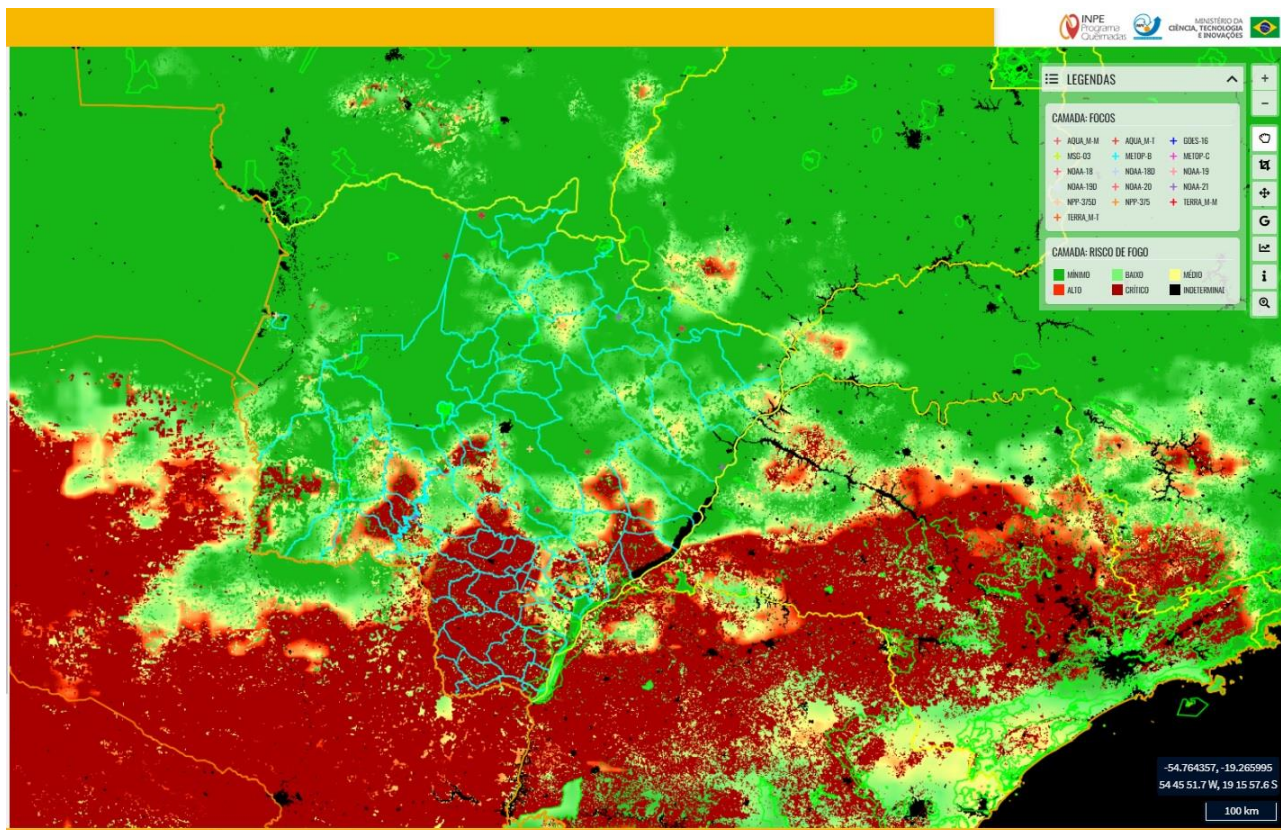 INPE
Programa
Queimadas
MINISTÉRIO DA
CIÊNCIA, TECNOLOGIA
E INOVAÇÕES
LEGENDAS
CAMADA: FOCOS
AQUA_M-M
AQUA_M-T
GOES-16
MSG-03
METOP-B
METOP-C
NOAA-18
NOAA-18D
NOAA-19
NOAA-19D
NOAA-20
NOAA-21
NPP-375D
NPP-375
TERRA_M-M
TERRA_M-T
CAMADA: RISCO DE FOGO
MÍNIMO
BAIXO
MÉDIO
ALTO
CRÍTICO
INDETERMINAD
-54.764357, -19.265995
54 45 51.7 W, 19 15 57.6 S
100 km